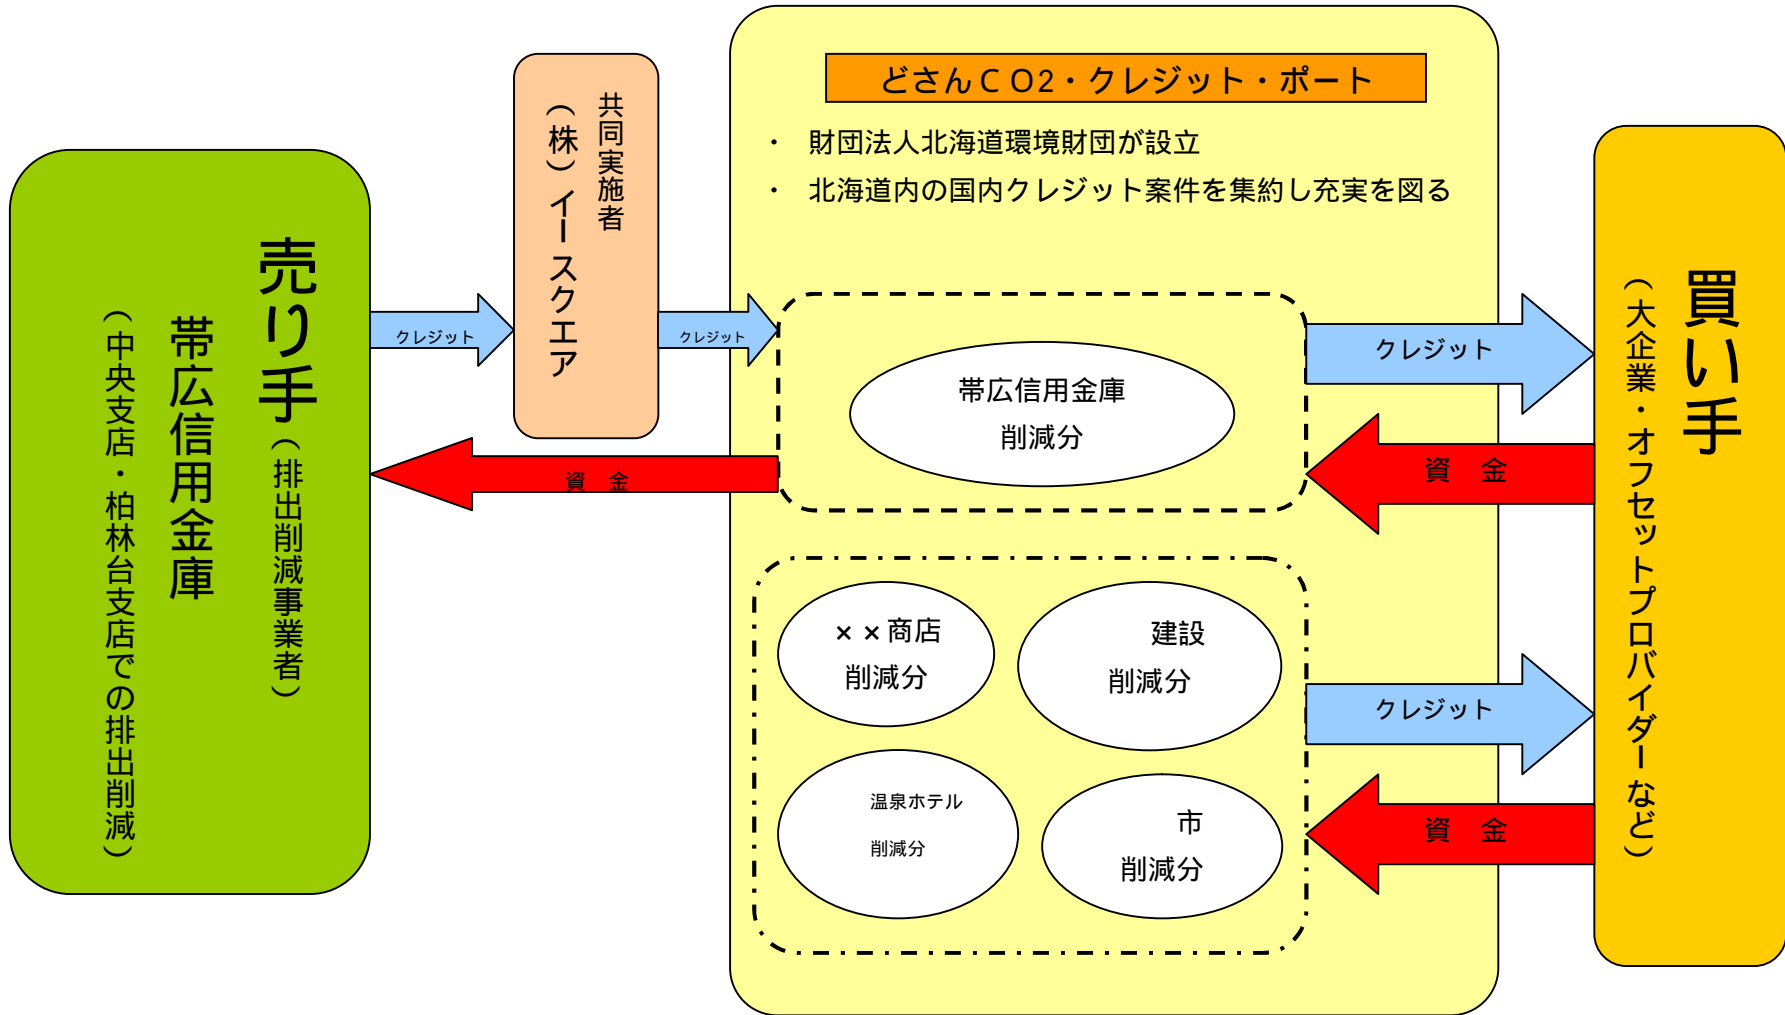 どさんCO2・クレジット・ポート
・ 財団法人北海道環境財団が設立
・ 北海道内の国内クレジット案件を集約し充実を図る
売り手(排出削減事業者)
帯広信用金庫
(中央支店・柏林台支店での排出削減)
クレジット
共同実施者
(株)イースクエア
クレジット
資 金
帯広信用金庫
削減分
クレジット
資 金
××商店
削減分
建設
削減分
温泉ホテル
削減分
市
削減分
クレジット
資 金
買い手
(大企業・オフセットプロバイダーなど)